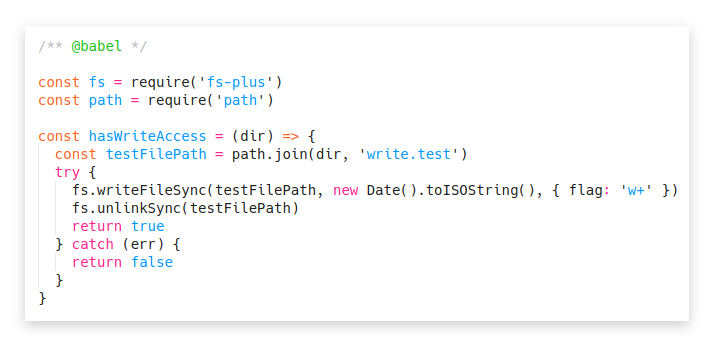 /** @babel */

const fs = require('fs-plus')
const path = require('path')

const hasWriteAccess = (dir) => {
  const testFilePath = path.join(dir, 'write.test')
  try {
    fs.writeFileSync(testFilePath, new Date().toISOString(), { flag: 'w+' })
    fs.unlinkSync(testFilePath)
    return true
  } catch (err) {
    return false
  }
}